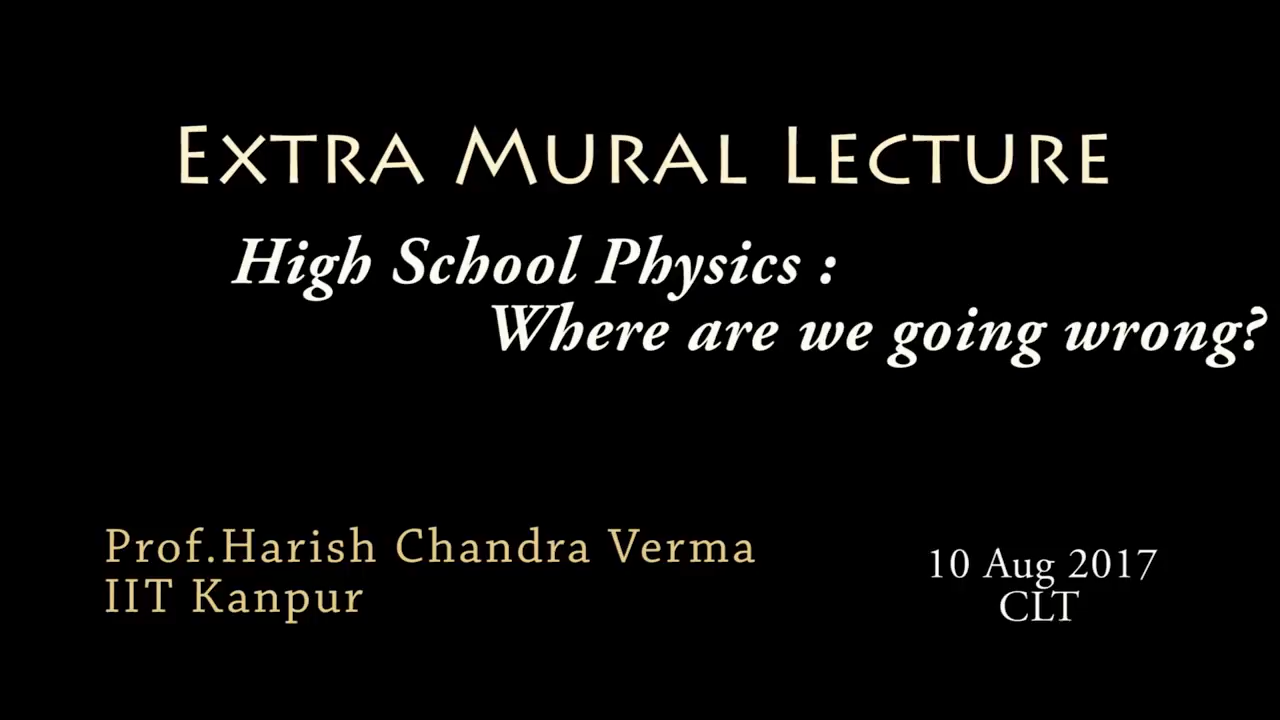 EXTRA MURAL LECTURE
High School Physics :
Where are we going wrong?
Prof.Harish Chandra Verma
IIT Kanpur
10 Aug 2017
CLT